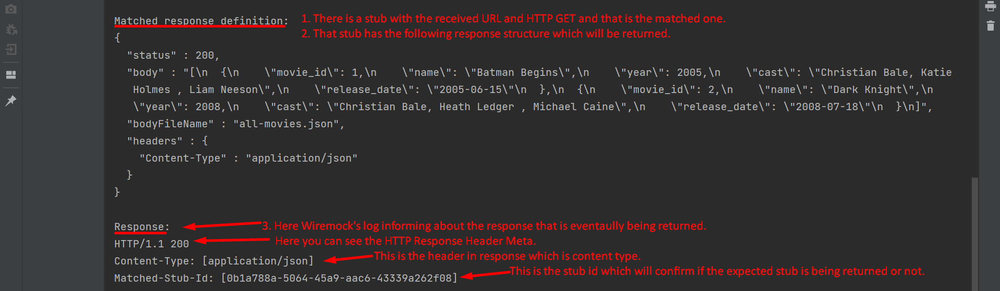 Matched response definition: 1. There is a stub with the received URL and HTTP GET and that is the matched one.
{ 2. That stub has the following response structure which will be returned.
"status" : 200,
"body" : "[\n  {\n    \"movie_id\": 1,\n    \"name\": \"Batman Begins\",\n    \"year\": 2005,\n    \"cast\": \"Christian Bale, Katie
Holmes , Liam Neeson\",\n    \"release_date\": \"2005-06-15\"\n  },\n  {\n    \"movie_id\": 2,\n    \"name\": \"Dark Knight\",\n
\"year\": 2008,\n    \"cast\": \"Christian Bale, Heath Ledger , Michael Caine\",\n    \"release_date\": \"2008-07-18\"\n  }\n]",
"bodyFileName" : "all-movies.json",
"headers" : {
"Content-Type" : "application/json"
}
}
Response: 3. Here Wiremock's log informing about the response that is eventaully being returned.
HTTP/1.1 200 Here you can see the HTTP Response Header Meta.
Content-Type: [application/json] This is the header in response which is content type.
Matched-Stub-Id: [0b1a788a-5064-45a9-aac6-43339a262f08] This is the stub id which will confirm if the expected stub is being returned or not.